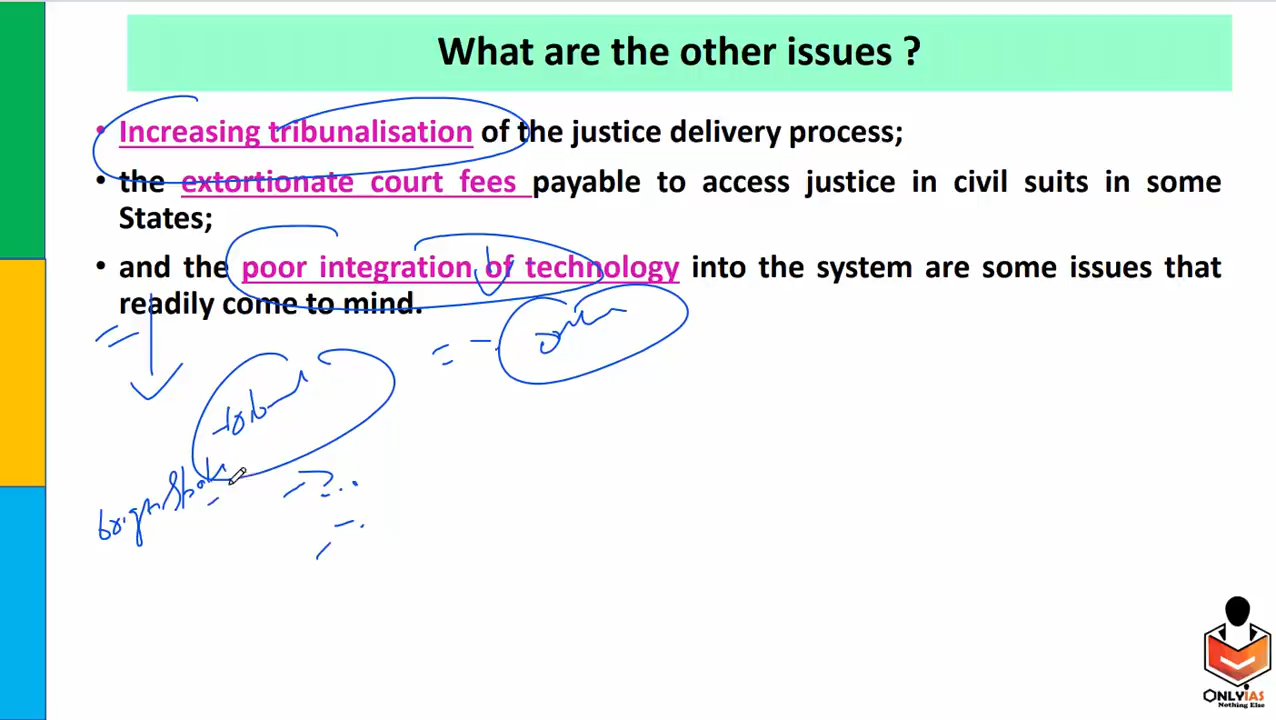 What are the other issues ?
• Increasing tribunalisation of the justice delivery process;
• the extortionate court fees payable to access justice in civil suits in some
States;
• and the poor integration of technology into the system are some issues that
readily come to mind.
ONLYIAS
Nothing Else